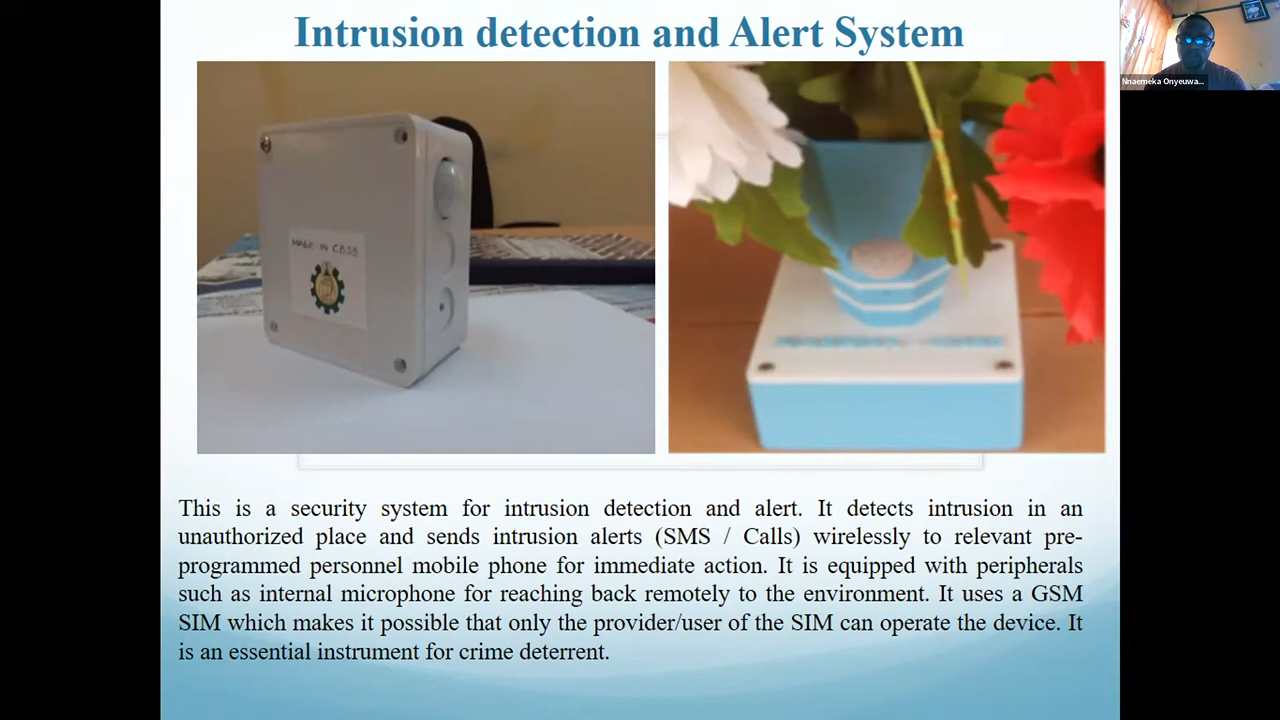 Intrusion detection and Alert System
Nnaemeka Onyeuwa...
MADE IN CBSS
This is a security system for intrusion detection and alert. It detects intrusion in an
unauthorized place and sends intrusion alerts (SMS / Calls) wirelessly to relevant pre-
programmed personnel mobile phone for immediate action. It is equipped with peripherals
such as internal microphone for reaching back remotely to the environment. It uses a GSM
SIM which makes it possible that only the provider/user of the SIM can operate the device. It
is an essential instrument for crime deterrent.